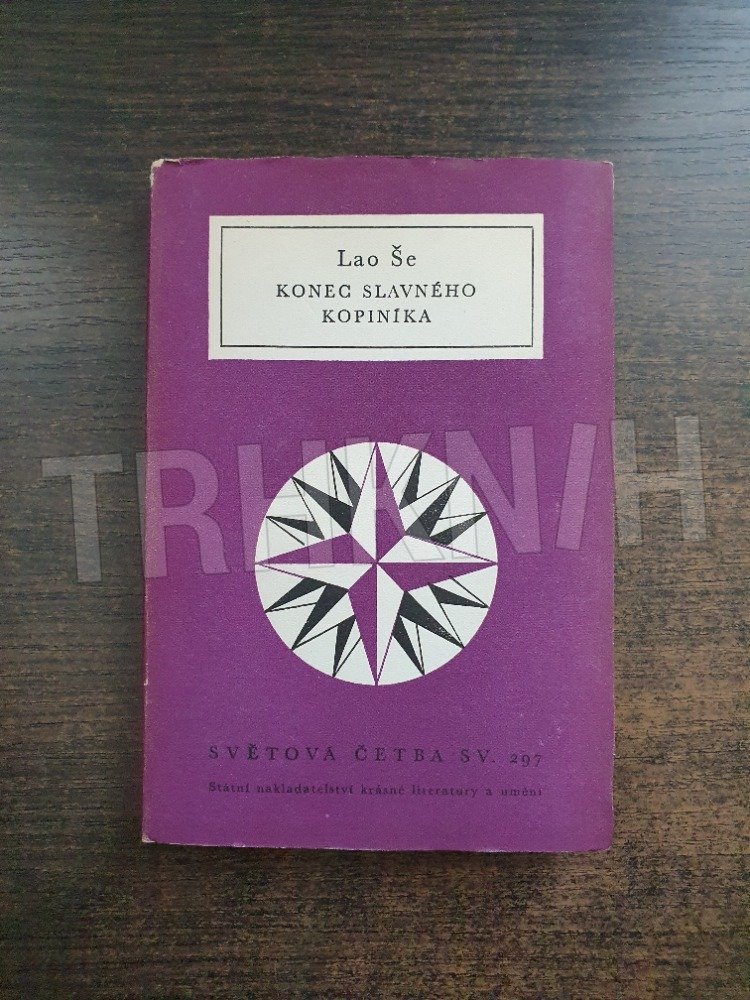 Lao Še
KONEC SLAVNÉHO
KOPINÍKA
TRHKNIH
SVĚTOVÁ ČETBA SV. 297
Státní nakladatelství krásné literatury a umění